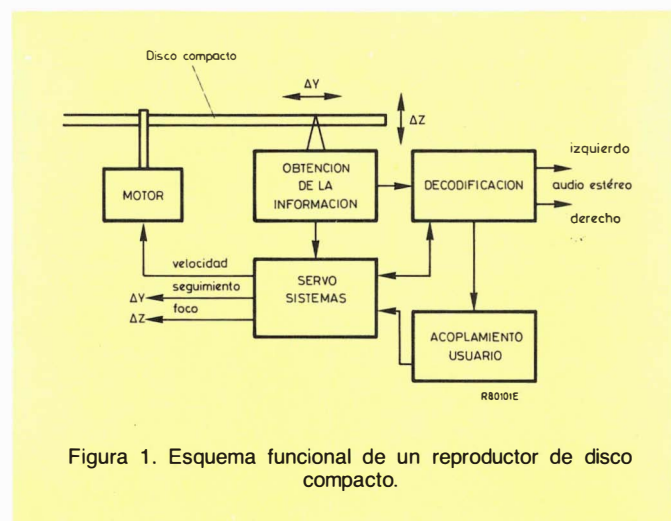 Disco compacto
ΔY
ΔZ
MOTOR
OBTENCION
DE LA
INFORMACION
DECODIFICACION
izquierdo
audio estéreo
derecho
velocidad
ΔY seguimiento
ΔZ foco
SERVO
SISTEMAS
ACOPLAMIENTO
USUARIO
R80101E
Figura 1. Esquema funcional de un reproductor de disco
compacto.